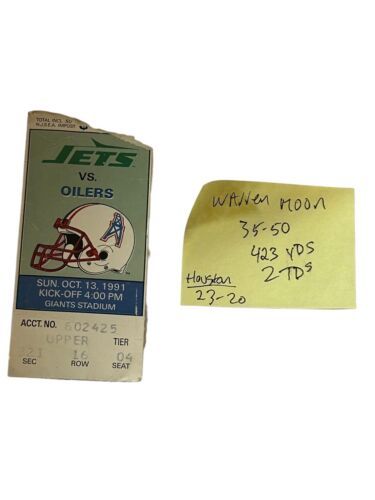 TOTAL INCL. $1/
N.J.S.E.A. IMPOST
JETS
VS.
OILERS
SUN. OCT. 13, 1991
KICK-OFF 4:00 PM
GIANTS STADIUM
ACCT. NO. 602425
UPPER TIER
16 04
SEC ROW SEAT
Warren Moon
35-50
423 YDS
2 TDs
Houston
23-20